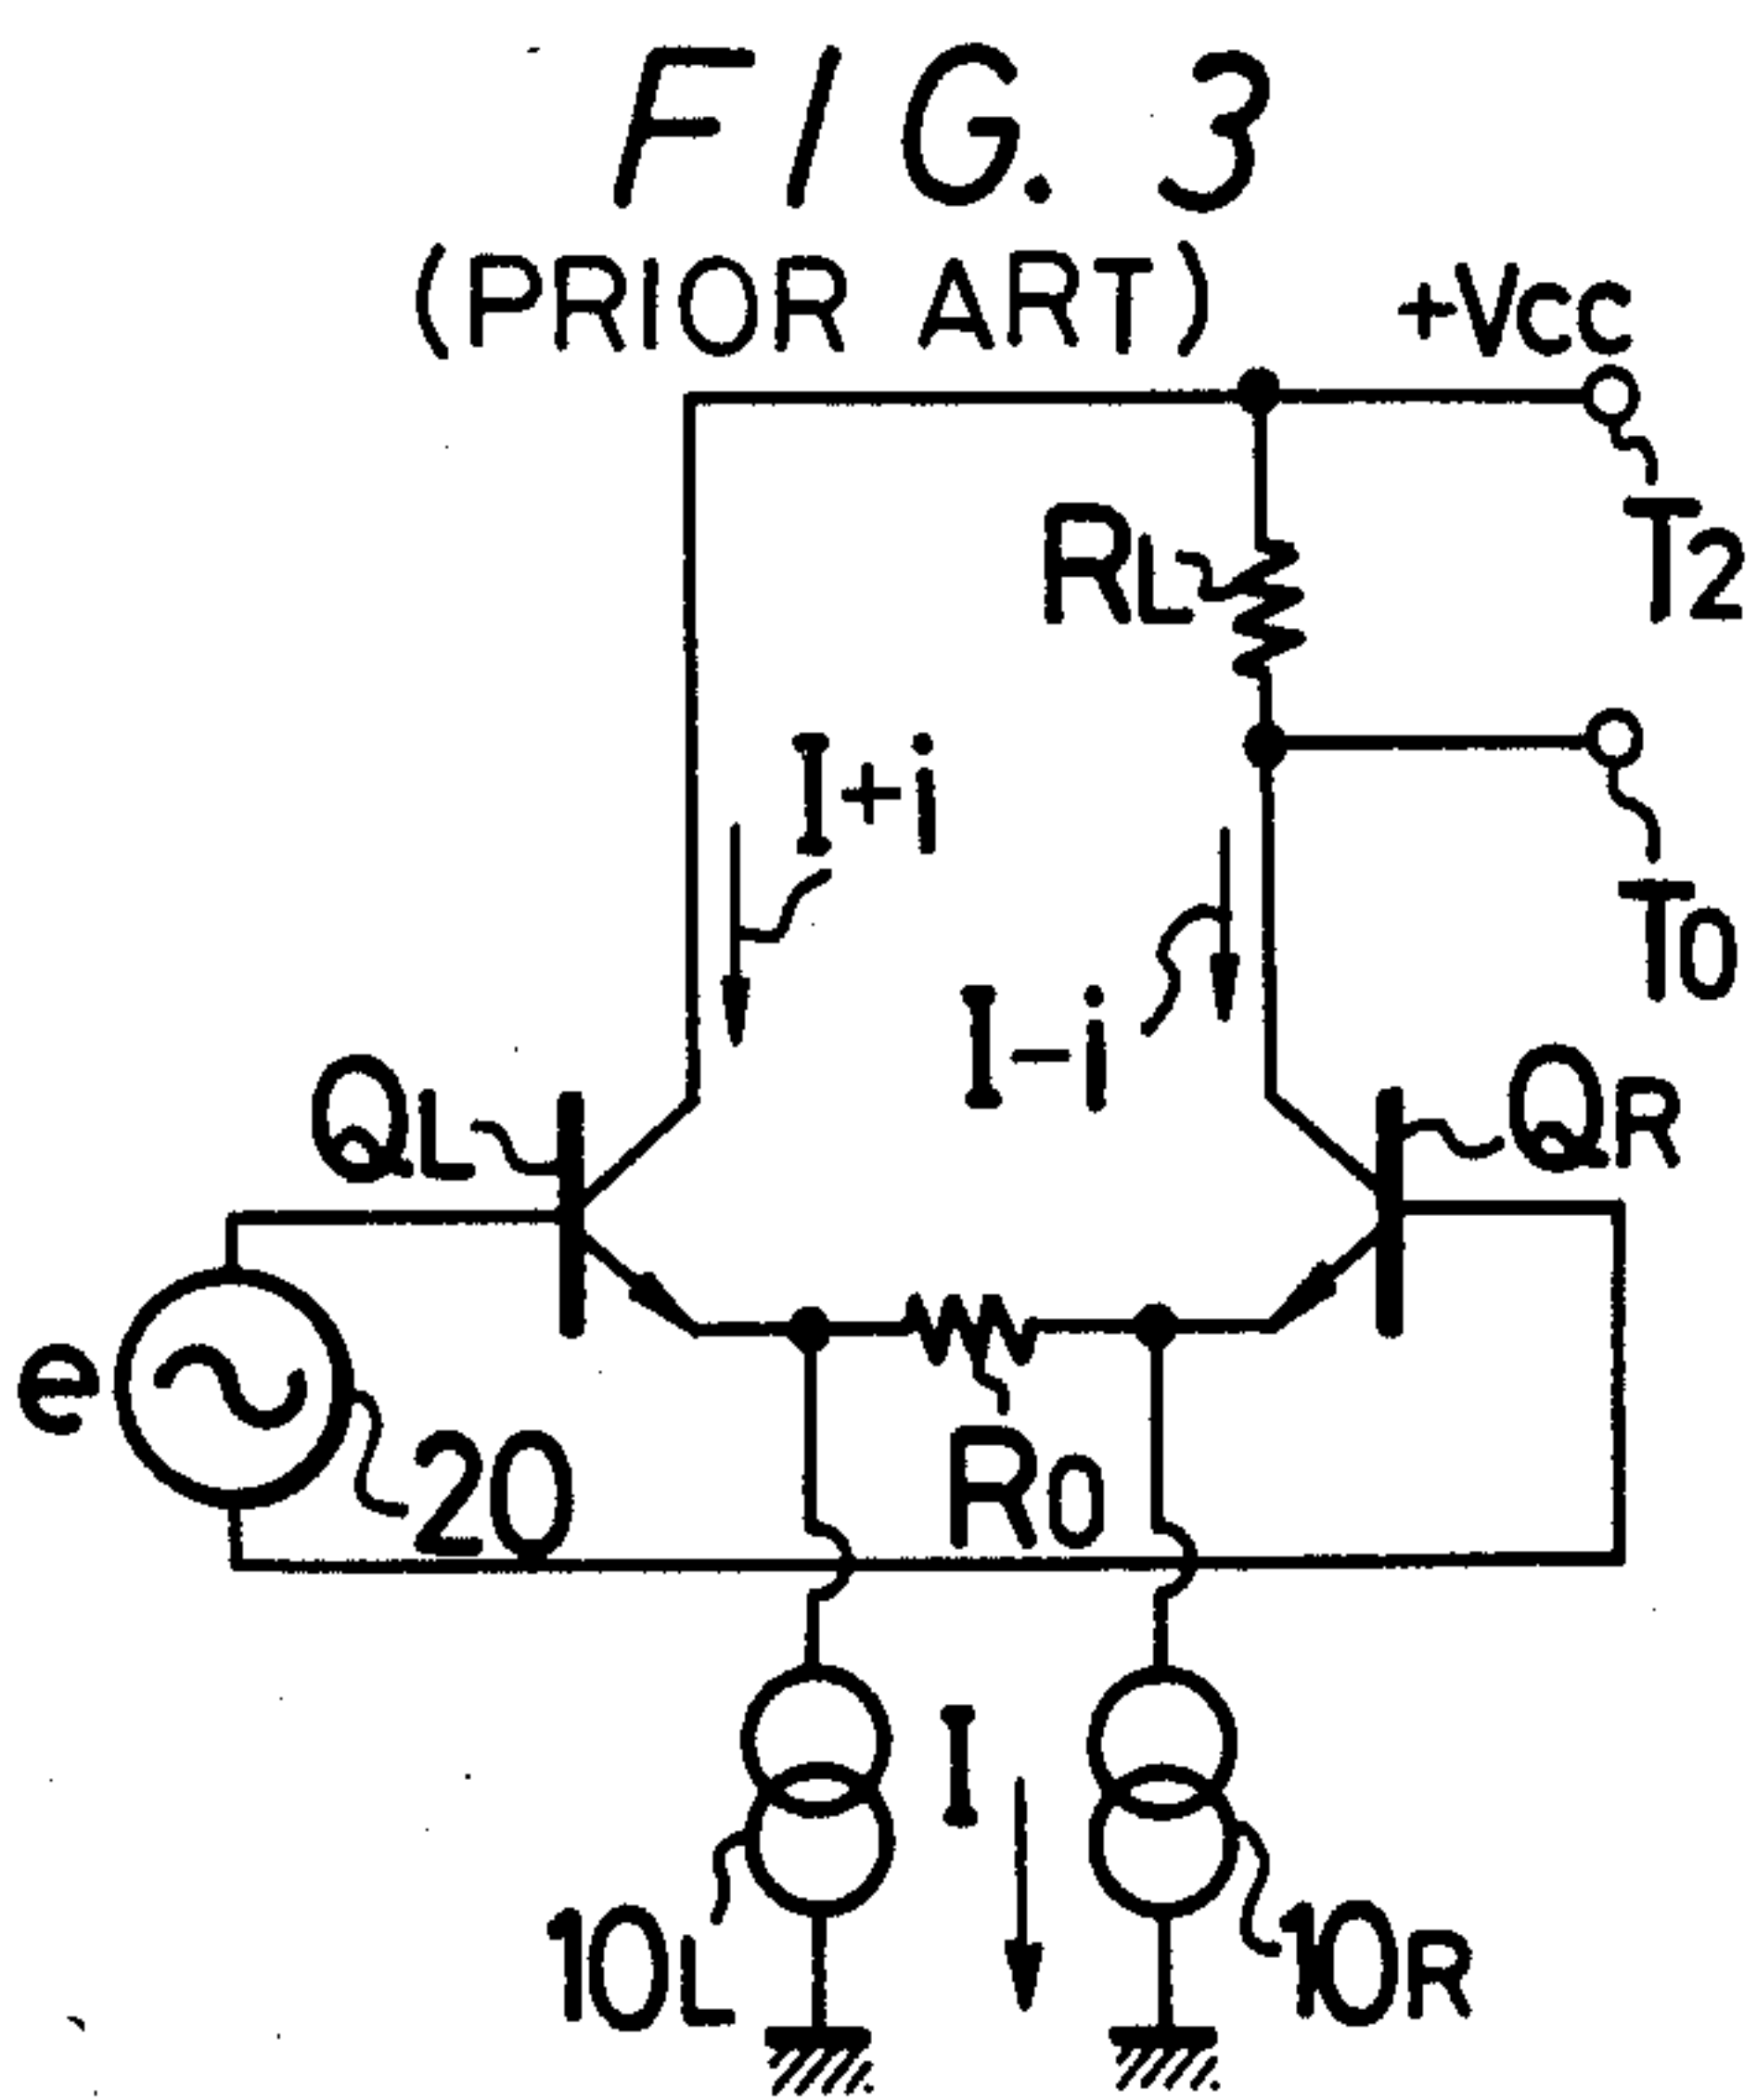 FIG. 3
(PRIOR ART)
+Vcc
T2
RL
I+i
T0
I-i
QL
QR
e
20
R0
I
10L
10R